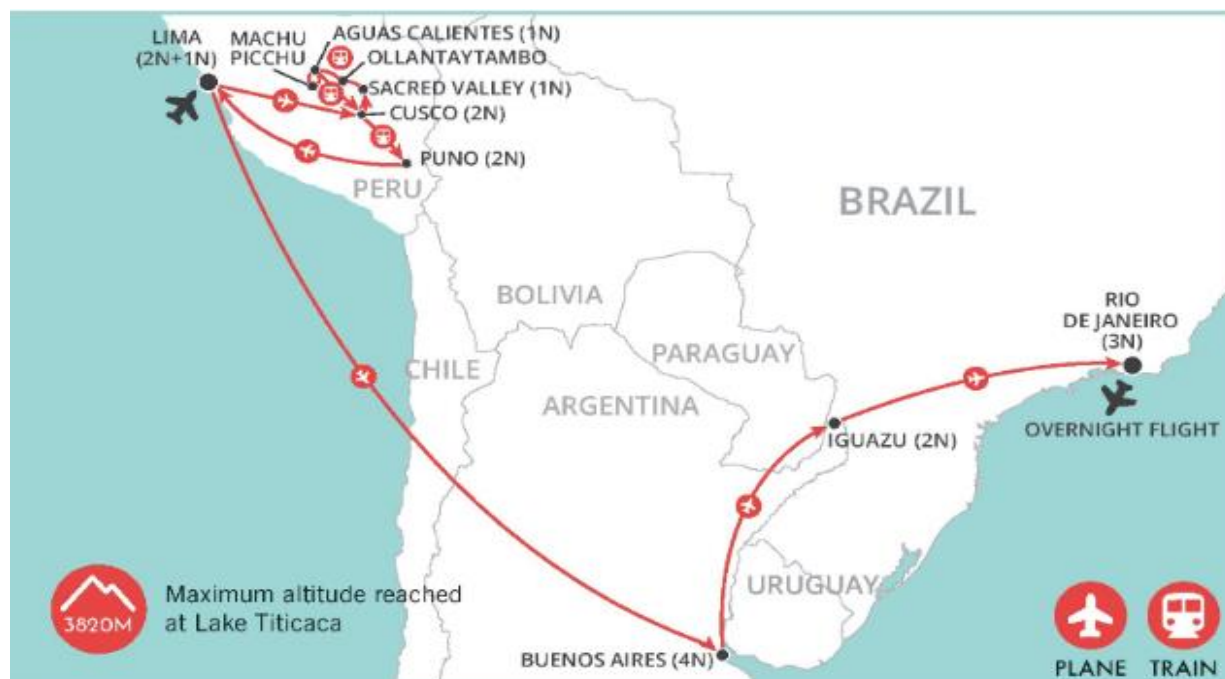 LIMA
(2N+1N)
MACHU
PICCHU
AGUAS CALIENTES (1N)
OLLANTAYTAMBO
SACRED VALLEY (1N)
CUSCO (2N)
PUNO (2N)
PERU
BRAZIL
BOLIVIA
PARAGUAY
CHILE
ARGENTINA
RIO
DE JANEIRO
(3N)
OVERNIGHT FLIGHT
IGUAZU (2N)
URUGUAY
BUENOS AIRES (4N)
3820M
Maximum altitude reached
at Lake Titicaca
PLANE
TRAIN